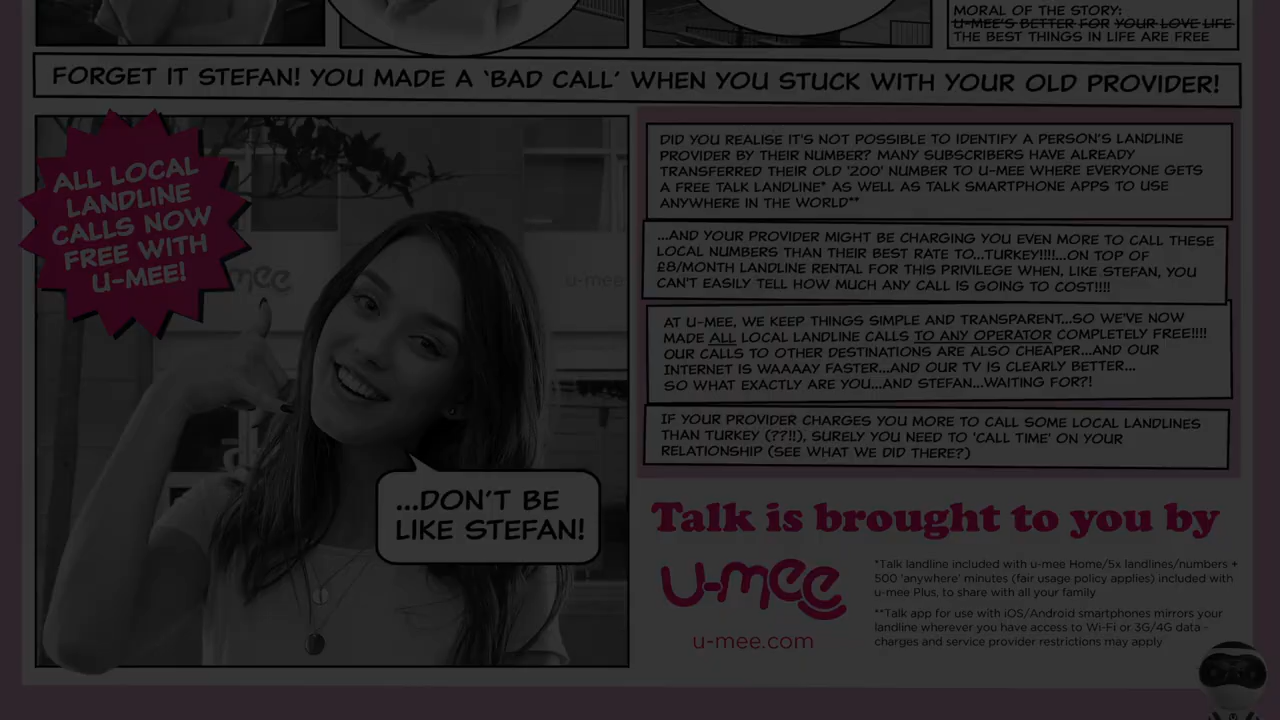 MORAL OF THE STORY:
U-MEE'S BETTER FOR YOUR LOVE LIFE
THE BEST THINGS IN LIFE ARE FREE
FORGET IT STEFAN! YOU MADE A 'BAD CALL' WHEN YOU STUCK WITH YOUR OLD PROVIDER!
ALL LOCAL
LANDLINE
CALLS NOW
FREE WITH
U-MEE!
mee
u-mee
...DON'T BE
LIKE STEFAN!
DID YOU REALISE IT'S NOT POSSIBLE TO IDENTIFY A PERSON'S LANDLINE
PROVIDER BY THEIR NUMBER? MANY SUBSCRIBERS HAVE ALREADY
TRANSFERRED THEIR OLD '200' NUMBER TO U-MEE WHERE EVERYONE GETS
A FREE TALK LANDLINE* AS WELL AS TALK SMARTPHONE APPS TO USE
ANYWHERE IN THE WORLD**
...AND YOUR PROVIDER MIGHT BE CHARGING YOU EVEN MORE TO CALL THESE
LOCAL NUMBERS THAN THEIR BEST RATE TO...TURKEY!!!!...ON TOP OF
£8/MONTH LANDLINE RENTAL FOR THIS PRIVILEGE WHEN, LIKE STEFAN, YOU
CAN'T EASILY TELL HOW MUCH ANY CALL IS GOING TO COST!!!!
AT U-MEE, WE KEEP THINGS SIMPLE AND TRANSPARENT...SO WE'VE NOW
MADE ALL LOCAL LANDLINE CALLS TO ANY OPERATOR COMPLETELY FREE!!!!
OUR CALLS TO OTHER DESTINATIONS ARE ALSO CHEAPER...AND OUR
INTERNET IS WAAAAY FASTER...AND OUR TV IS CLEARLY BETTER...
SO WHAT EXACTLY ARE YOU...AND STEFAN...WAITING FOR?!
IF YOUR PROVIDER CHARGES YOU MORE TO CALL SOME LOCAL LANDLINES
THAN TURKEY (??!!), SURELY YOU NEED TO 'CALL TIME' ON YOUR
RELATIONSHIP (SEE WHAT WE DID THERE?)
Talk is brought to you by
u-mee
u-mee.com
*Talk landline included with u-mee Home/5x landlines/numbers +
500 'anywhere' minutes (fair usage policy applies) included with
u-mee Plus, to share with all your family
**Talk app for use with iOS/Android smartphones mirrors your
landline wherever you have access to Wi-Fi or 3G/4G data -
charges and service provider restrictions may apply